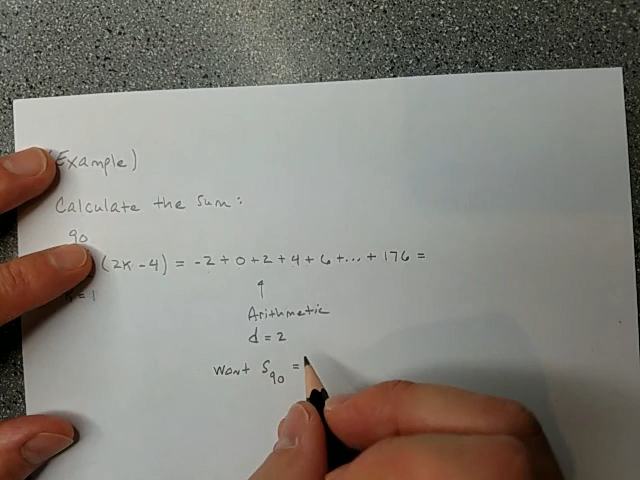 (Example)
Calculate the sum:
90
(2k-4) = -2+0+2+4+6+...+176 =
k=1
Arithmetic
d=2
Want S90 =